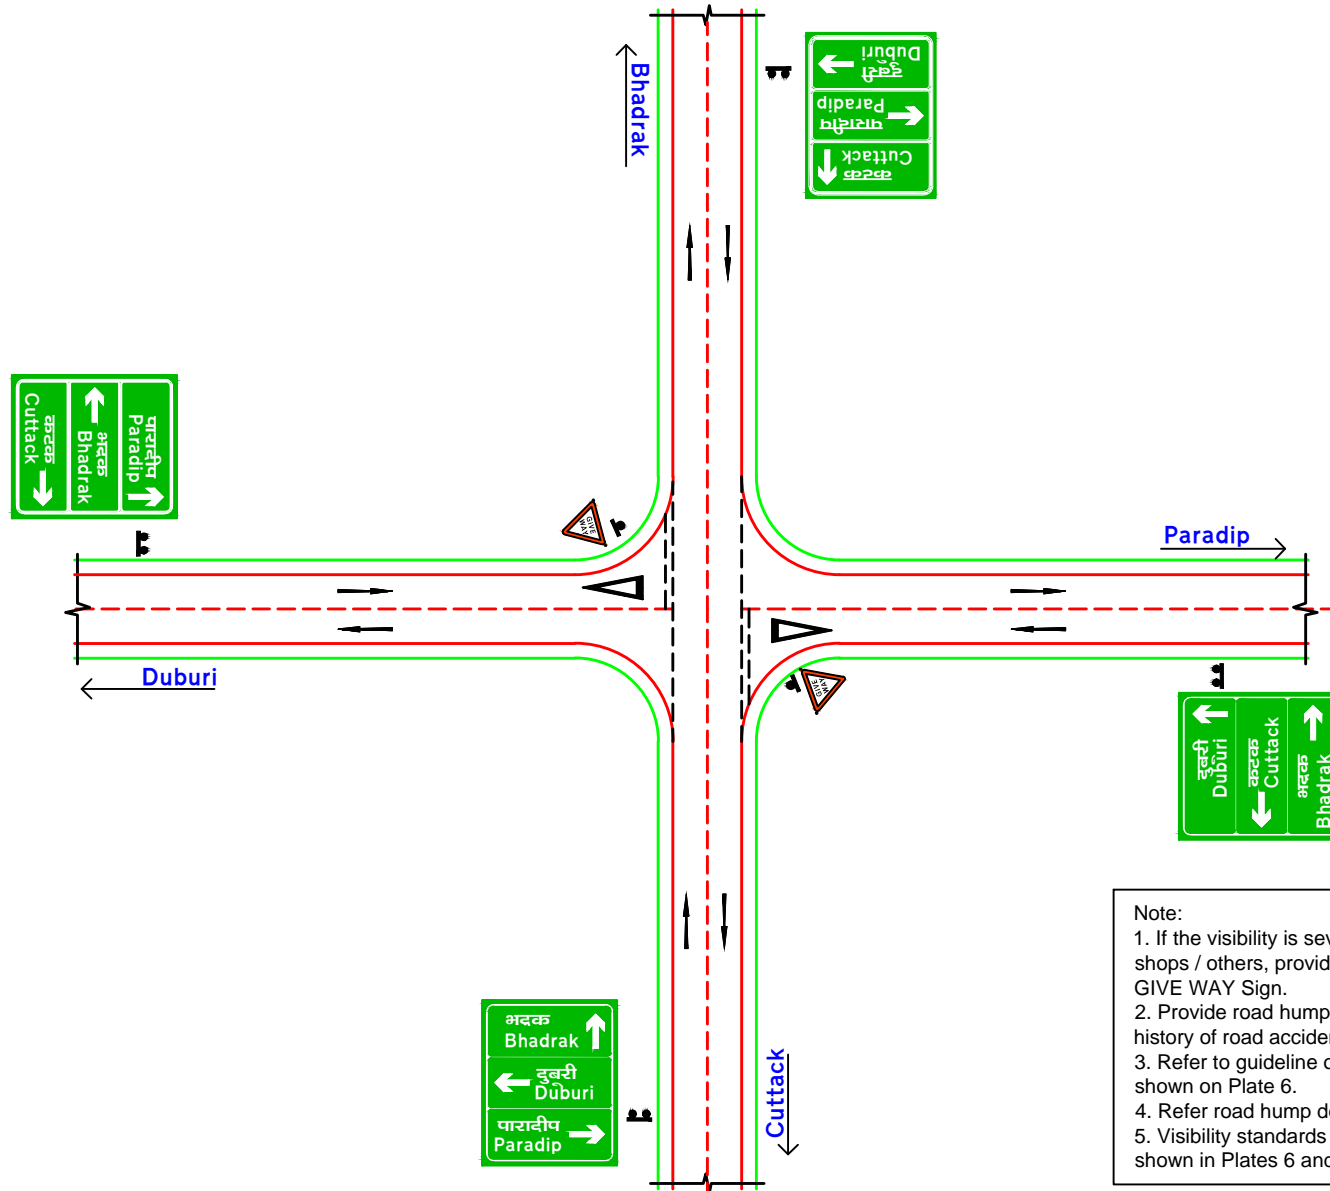 Bhadrak
दुबरी
Duburi
पारादीप
Paradip
कटक
Cuttack
पारादीप
Paradip
भद्रक
Bhadrak
कटक
Cuttack
GIVE
WAY
Paradip
Duburi
GIVE
WAY
दुबरी
Duburi
कटक
Cuttack
भद्रक
Bhadrak
भद्रक
Bhadrak
दुबरी
Duburi
पारादीप
Paradip
Cuttack
Note:
1. If the visibility is
shops / others,
GIVE WAY Sign.
2. Provide road hump
history of road
3. Refer to guideline
shown on Plate 6.
4. Refer road hump
5. Visibility standards
shown in Plates 6 and